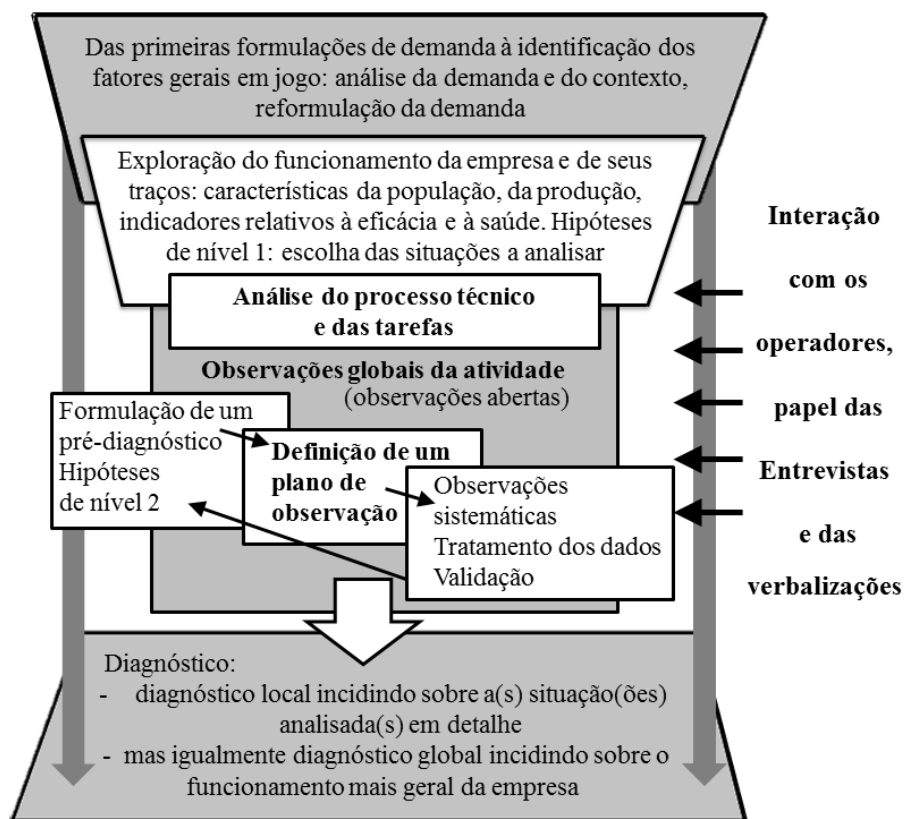 Das primeiras formulações de demanda à identificação dos
fatores gerais em jogo: análise da demanda e do contexto,
reformulação da demanda
Exploração do funcionamento da empresa e de seus
traços: características da população, da produção,
indicadores relativos à eficácia e à saúde. Hipóteses
de nível 1: escolha das situações a analisar
Análise do processo técnico
e das tarefas
Observações globais da atividade
(observações abertas)
Formulação de um
pré-diagnóstico
Hipóteses
de nível 2
Definição de um
plano de
observação
Observações
sistemáticas
Tratamento dos dados
Validação
Interação
com os
operadores,
papel das
Entrevistas
e das
verbalizações
Diagnóstico:
- diagnóstico local incidindo sobre a(s) situação(ões)
analisada(s) em detalhe
- mas igualmente diagnóstico global incidindo sobre o
funcionamento mais geral da empresa